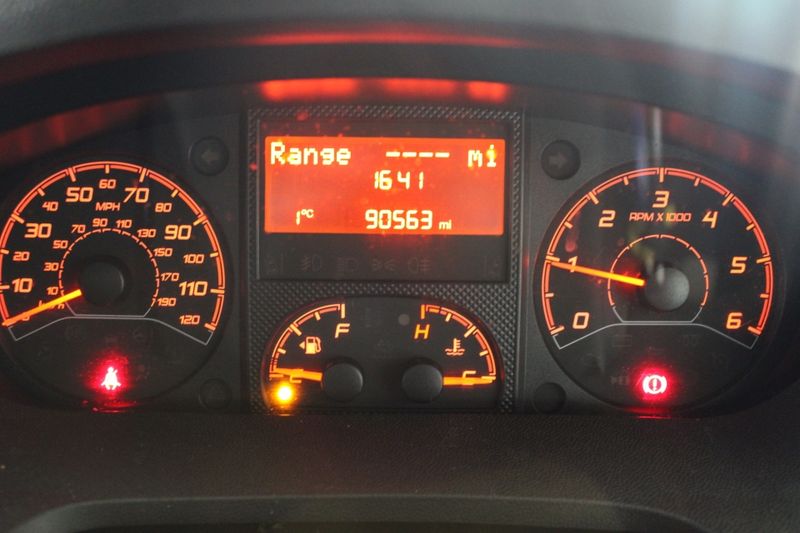 Range ---- mi
1641
1°C 90563 mi
10 30 40 50 60 70 80 90 100 110 120
MPH
10 30 50 70 90 110 130 150 170 190
km/h
0 1 2 3 4 5 6
RPM X 1000
F
H C